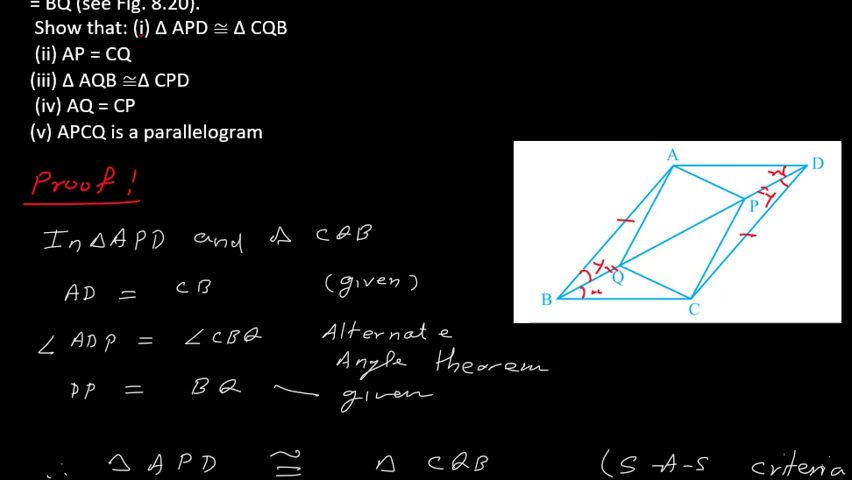 = BQ (see Fig. 8.20).
Show that: (i) Δ APD ≅ Δ CQB
(ii) AP = CQ
(iii) Δ AQB ≅Δ CPD
(iv) AQ = CP
(v) APCQ is a parallelogram
Proof!
In △APD and △ CQB
AD = CB (given)
∠ ADP = ∠CBQ Alternate
Angle theorem
DP = BQ — given
∴ △ APD ≅ △ CQB (S-A-S criteria
A
D
P
Q
B
C